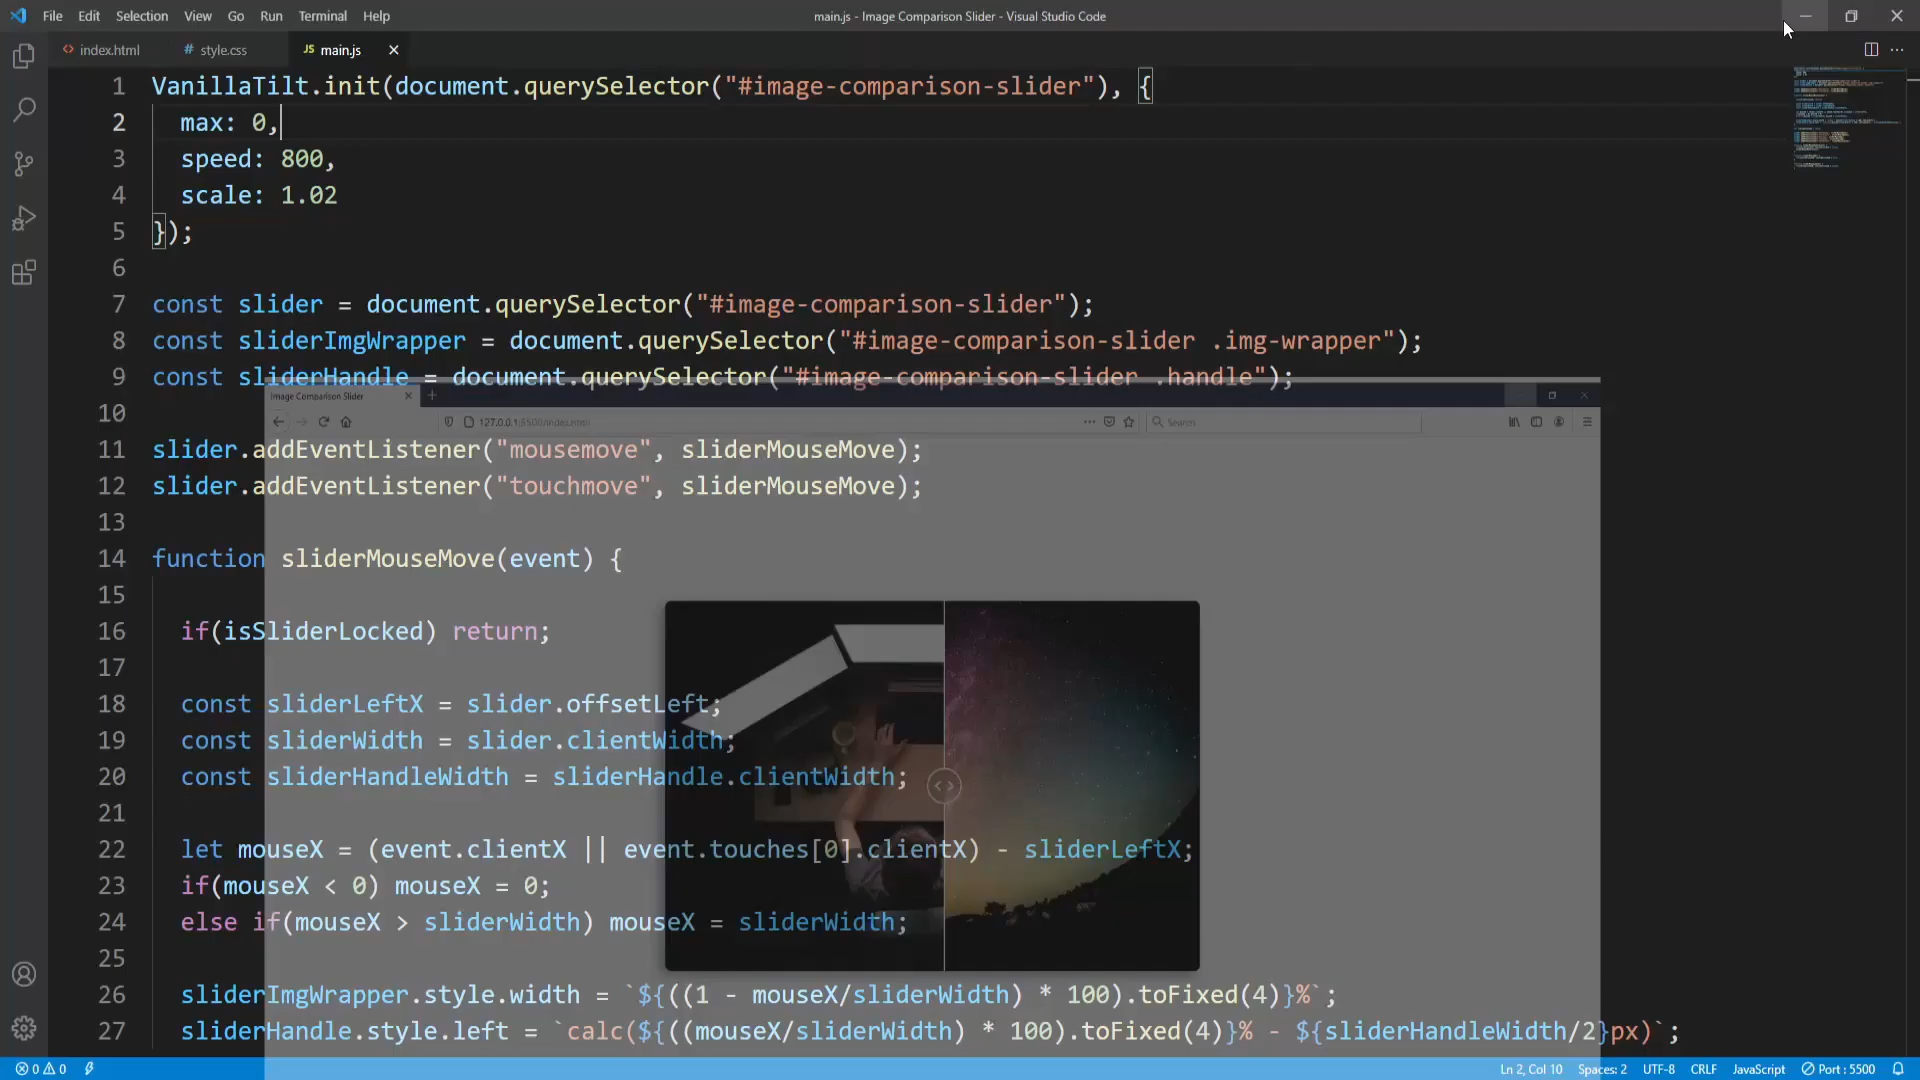 File Edit Selection View Go Run Terminal Help
main.js - Image Comparison Slider - Visual Studio Code
index.html
# style.css
JS main.js
1 VanillaTilt.init(document.querySelector("#image-comparison-slider"), {
2 max: 0,
3 speed: 800,
4 scale: 1.02
5 });
6
7 const slider = document.querySelector("#image-comparison-slider");
8 const sliderImgWrapper = document.querySelector("#image-comparison-slider .img-wrapper");
9 const sliderHandle = document.querySelector("#image-comparison-slider .handle");
Image Comparison Slider
10
127.0.0.1:5500/index.html
Search
11 slider.addEventListener("mousemove", sliderMouseMove);
12 slider.addEventListener("touchmove", sliderMouseMove);
13
14 function sliderMouseMove(event) {
15
16 if(isSliderLocked) return;
17
18 const sliderLeftX = slider.offsetLeft;
19 const sliderWidth = slider.clientWidth;
20 const sliderHandleWidth = sliderHandle.clientWidth;
21
22 let mouseX = (event.clientX || event.touches[0].clientX) - sliderLeftX;
23 if(mouseX < 0) mouseX = 0;
24 else if(mouseX > sliderWidth) mouseX = sliderWidth;
25
26 sliderImgWrapper.style.width = `${((1 - mouseX/sliderWidth) * 100).toFixed(4)}%`;
27 sliderHandle.style.left = `calc(${((mouseX/sliderWidth) * 100).toFixed(4)}% - ${sliderHandleWidth/2}px)`;
0 0
Ln 2, Col 10 Spaces: 2 UTF-8 CRLF JavaScript Port : 5500